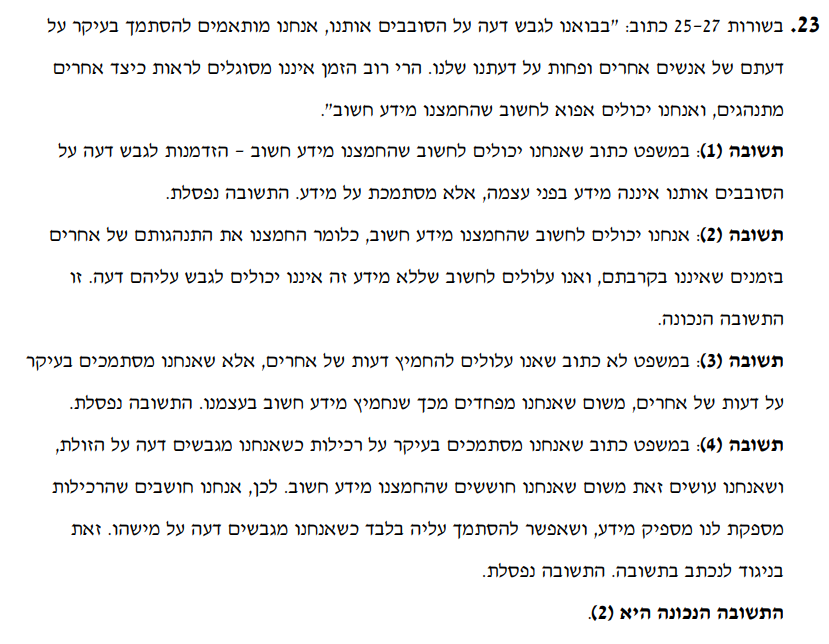 23. בשורות 25-27 כתוב: "בבואנו לגבש דעה על הסובבים אותנו, אנחנו מותאמים להסתמך בעיקר על
דעתם של אנשים אחרים ופחות על דעתנו שלנו. הרי רוב הזמן איננו מסוגלים לראות כיצד אחרים
מתנהגים, ואנחנו יכולים אפוא לחשוב שהחמצנו מידע חשוב".
תשובה (1): במשפט כתוב שאנחנו יכולים לחשוב שהחמצנו מידע חשוב – הזדמנות לגבש דעה על
הסובבים אותנו איננה מידע בפני עצמה, אלא מסתמכת על מידע. התשובה נפסלת.
תשובה (2): אנחנו יכולים לחשוב שהחמצנו מידע חשוב, כלומר החמצנו את התנהגותם של אחרים
בזמנים שאיננו בקרבתם, ואנו עלולים לחשוב שללא מידע זה איננו יכולים לגבש עליהם דעה. זו
התשובה הנכונה.
תשובה (3): במשפט לא כתוב שאנו עלולים להחמיץ דעות של אחרים, אלא שאנחנו מסתמכים בעיקר
על דעות של אחרים, משום שאנחנו מפחדים מכך שנחמיץ מידע חשוב בעצמנו. התשובה נפסלת.
תשובה (4): במשפט כתוב שאנחנו מסתמכים בעיקר על רכילות כשאנחנו מגבשים דעה על הזולת,
ושאנחנו עושים זאת משום שאנחנו חוששים שהחמצנו מידע חשוב. לכן, אנחנו חושבים שהרכילות
מספקת לנו מספיק מידע, ושאפשר להסתמך עליה בלבד כשאנחנו מגבשים דעה על מישהו. זאת
בניגוד לנכתב בתשובה. התשובה נפסלת.
התשובה הנכונה היא (2).